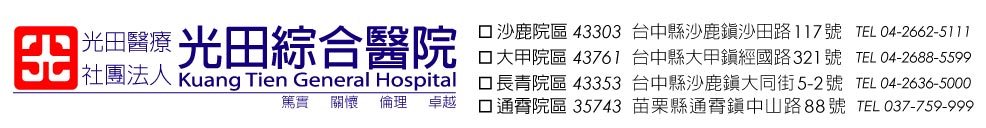 光田醫療
社團法人
光田綜合醫院
Kuang Tien General Hospital
篤實 關懷 倫理 卓越
□ 沙鹿院區 43303 台中縣沙鹿鎮沙田路117號 TEL 04-2662-5111
□ 大甲院區 43761 台中縣大甲鎮經國路321號 TEL 04-2688-5599
□ 長青院區 43353 台中縣沙鹿鎮大同街5-2號 TEL 04-2636-5000
□ 通霄院區 35743 苗栗縣通霄鎮中山路88號 TEL 037-759-999